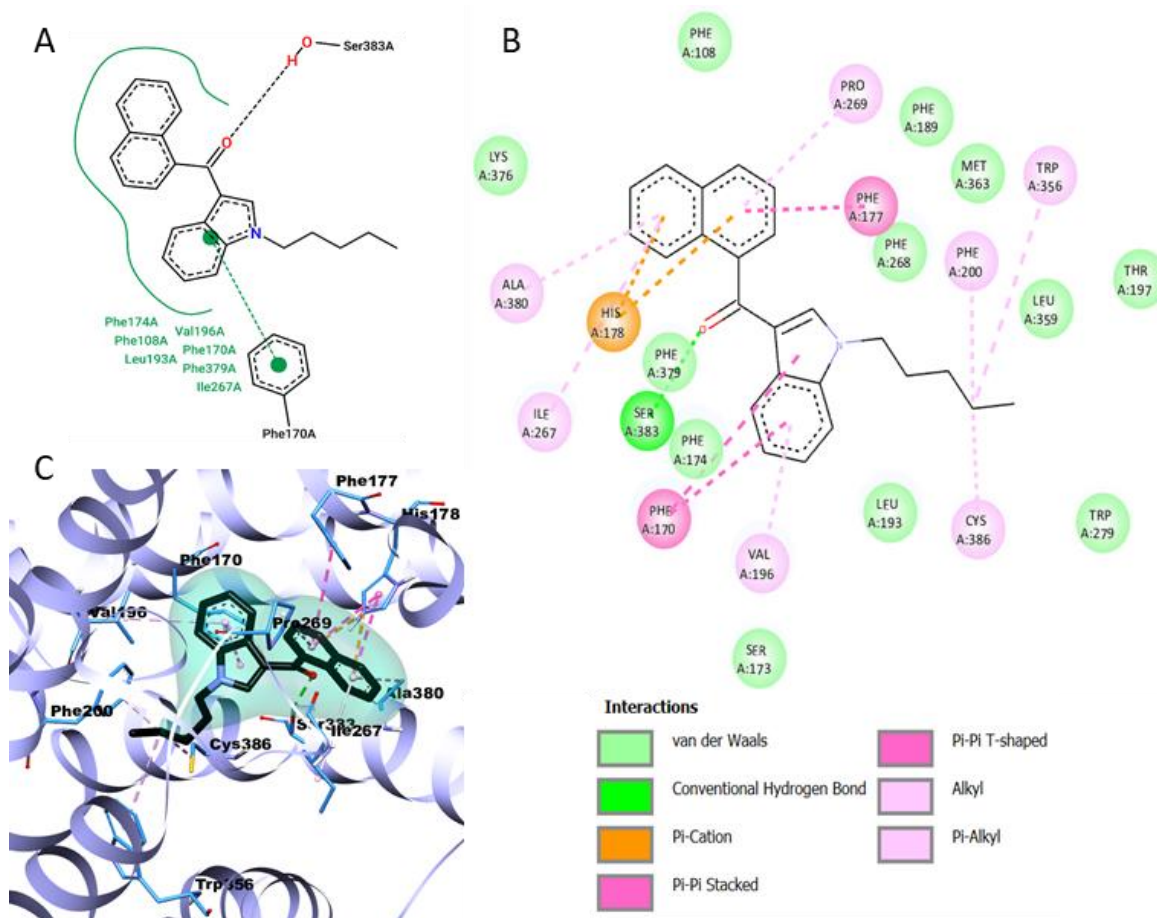 A
Ser383A
H
O
O
N
Phe174A
Phe108A
Leu193A
Val196A
Phe170A
Phe379A
Ile267A
Phe170A
B
PHE
A:108
PRO
A:269
PHE
A:189
LYS
A:376
MET
A:363
TRP
A:356
PHE
A:177
PHE
A:268
PHE
A:200
THR
A:197
ALA
A:380
LEU
A:359
HIS
A:178
PHE
A:379
N
ILE
A:267
SER
A:383
PHE
A:174
PHE
A:170
LEU
A:193
CYS
A:386
TRP
A:279
VAL
A:196
SER
A:173
C
Phe177
His178
Phe170
Val196
Pro269
Phe200
Ala380
Ile267
Cys386
Trp356
Interactions
van der Waals
Conventional Hydrogen Bond
Pi-Cation
Pi-Pi Stacked
Pi-Pi T-shaped
Alkyl
Pi-Alkyl